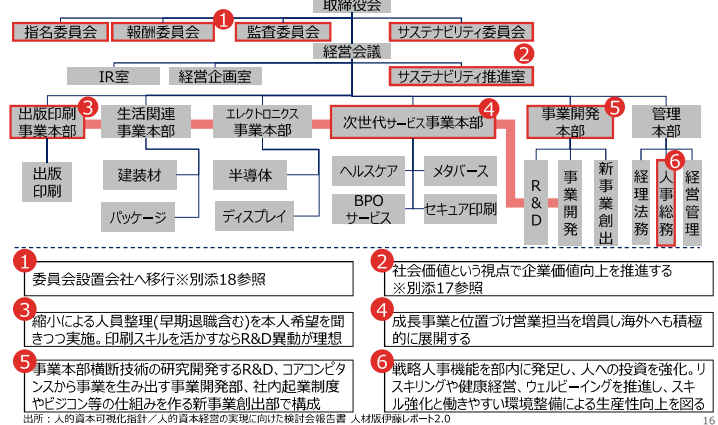 取締役会
1
指名委員会 報酬委員会 監査委員会 サステナビリティ委員会
経営会議
2
IR室 経営企画室 サステナビリティ推進室
出版印刷
事業本部
3
生活関連
事業本部
エレクトロニクス
事業本部
次世代サービス事業本部
4
事業開発
本部
5
管理
本部
出版
印刷
建装材
パッケージ
半導体
ディスプレイ
ヘルスケア
メタバース
BPO
サービス
セキュア印刷
R&D
事業開発
新事業創出
6
経理法務
人事総務
経営管理
1
委員会設置会社へ移行※別添18参照
2
社会価値という視点で企業価値向上を推進する
※別添17参照
3
縮小による人員整理(早期退職含む)を本人希望を聞
きつつ実施。印刷スキルを活かすならR&D異動が理想
4
成長事業と位置づけ営業担当を増員し海外へも積極
的に展開する
5
事業本部横断技術の研究開発するR&D、コアコンピタ
ンスから事業を生み出す事業開発部、社内起業制度
やビジコン等の仕組みを作る新事業創出部で構成
6
戦略人事機能を部内に発足し、人への投資を強化。リ
スキリングや健康経営、ウェルビーイングを推進し、スキ
ル強化と働きやすい環境整備による生産性向上を図る
出所：人的資本可視化指針／人的資本経営の実現に向けた検討会報告書 人材版伊藤レポート2.0
16